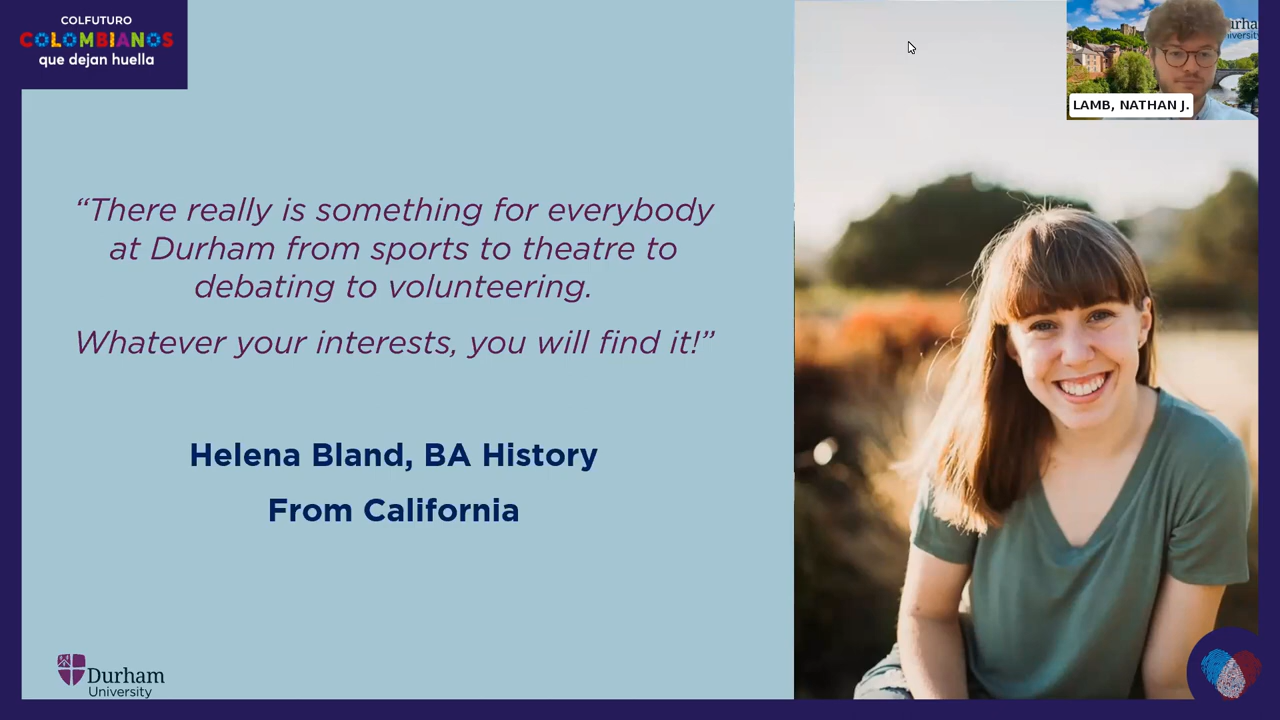 COLFUTURO
COLOMBIANOS
que dejan huella
“There really is something for everybody
at Durham from sports to theatre to
debating to volunteering.
Whatever your interests, you will find it!”
Helena Bland, BA History
From California
Durham
University
LAMB, NATHAN J.
University